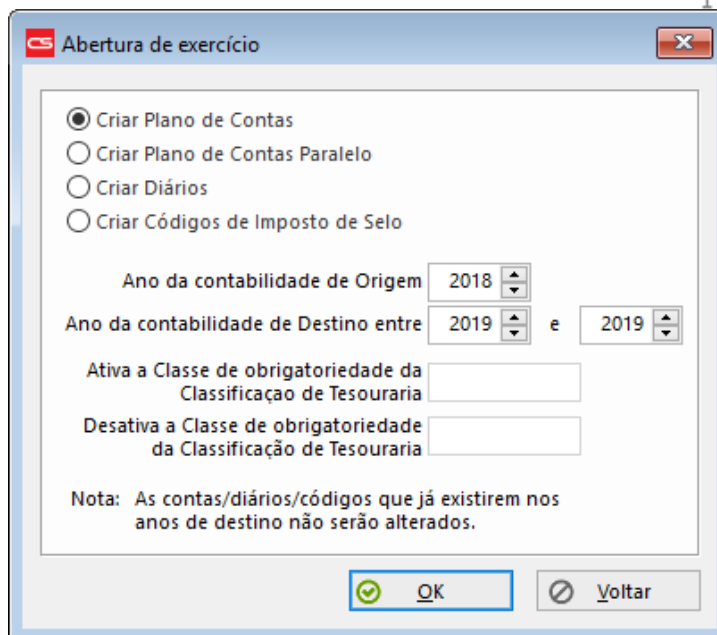 CS Abertura de exercício
Criar Plano de Contas
Criar Plano de Contas Paralelo
Criar Diários
Criar Códigos de Imposto de Selo
Ano da contabilidade de Origem 2018
Ano da contabilidade de Destino entre 2019 e 2019
Ativa a Classe de obrigatoriedade da
Classificaçao de Tesouraria
Desativa a Classe de obrigatoriedade
da Classificação de Tesouraria
Nota: As contas/diários/códigos que já existirem nos
anos de destino não serão alterados.
OK Voltar